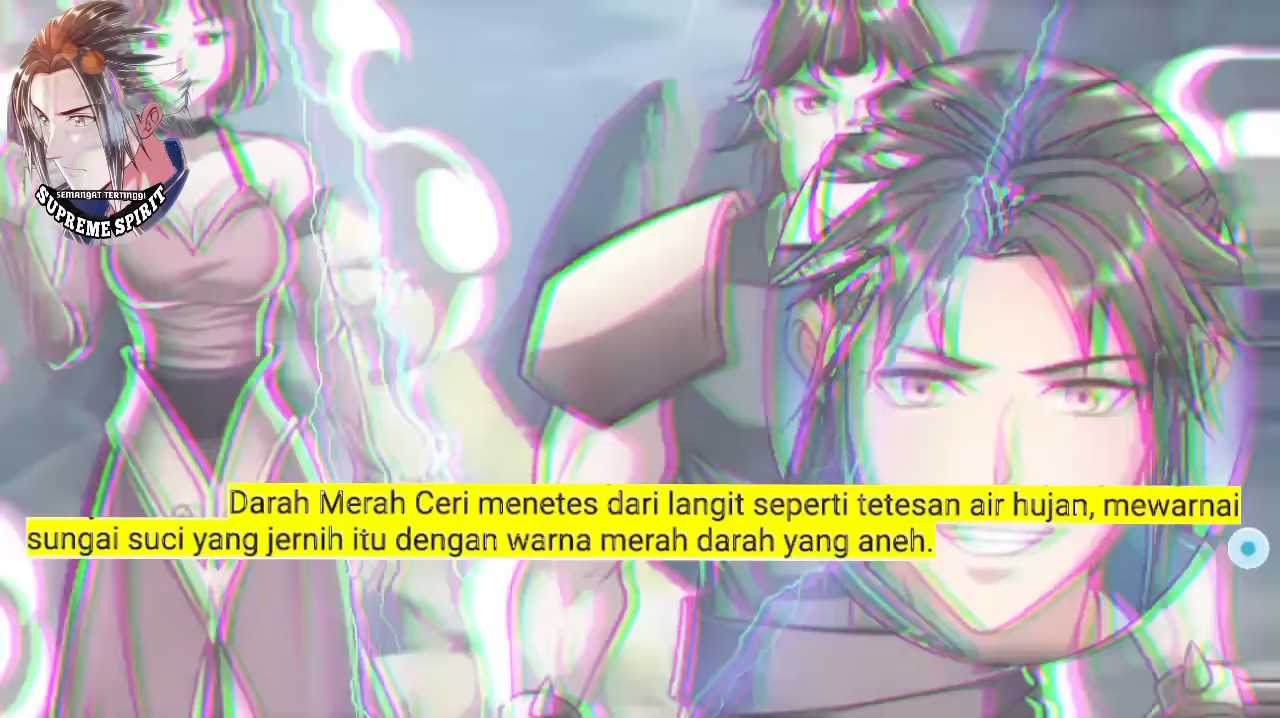 SEMANGAT TERTINGGI
SUPREME SPIRIT
Darah Merah Ceri menetes dari langit seperti tetesan air hujan, mewarnai
sungai suci yang jernih itu dengan warna merah darah yang aneh.